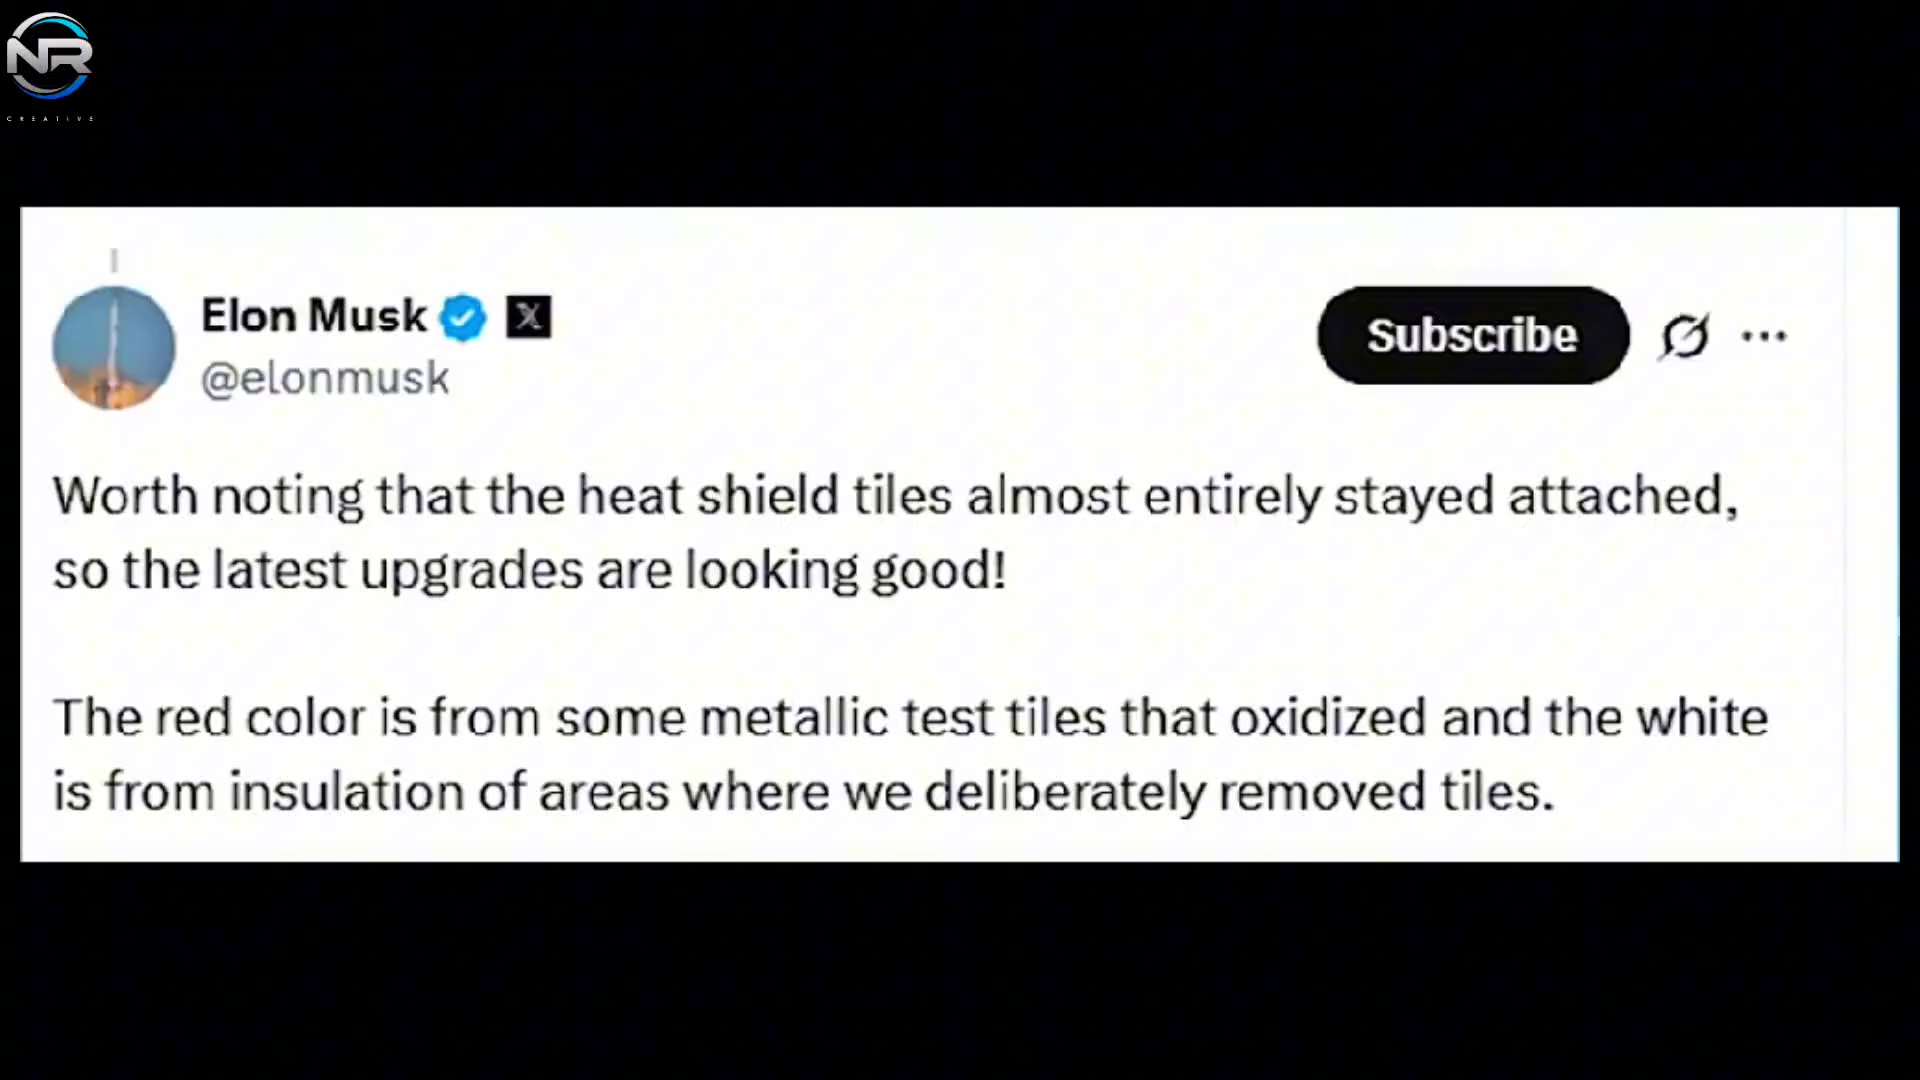 NR
CREATIVE
Elon Musk
@elonmusk
Subscribe
Worth noting that the heat shield tiles almost entirely stayed attached,
so the latest upgrades are looking good!
The red color is from some metallic test tiles that oxidized and the white
is from insulation of areas where we deliberately removed tiles.